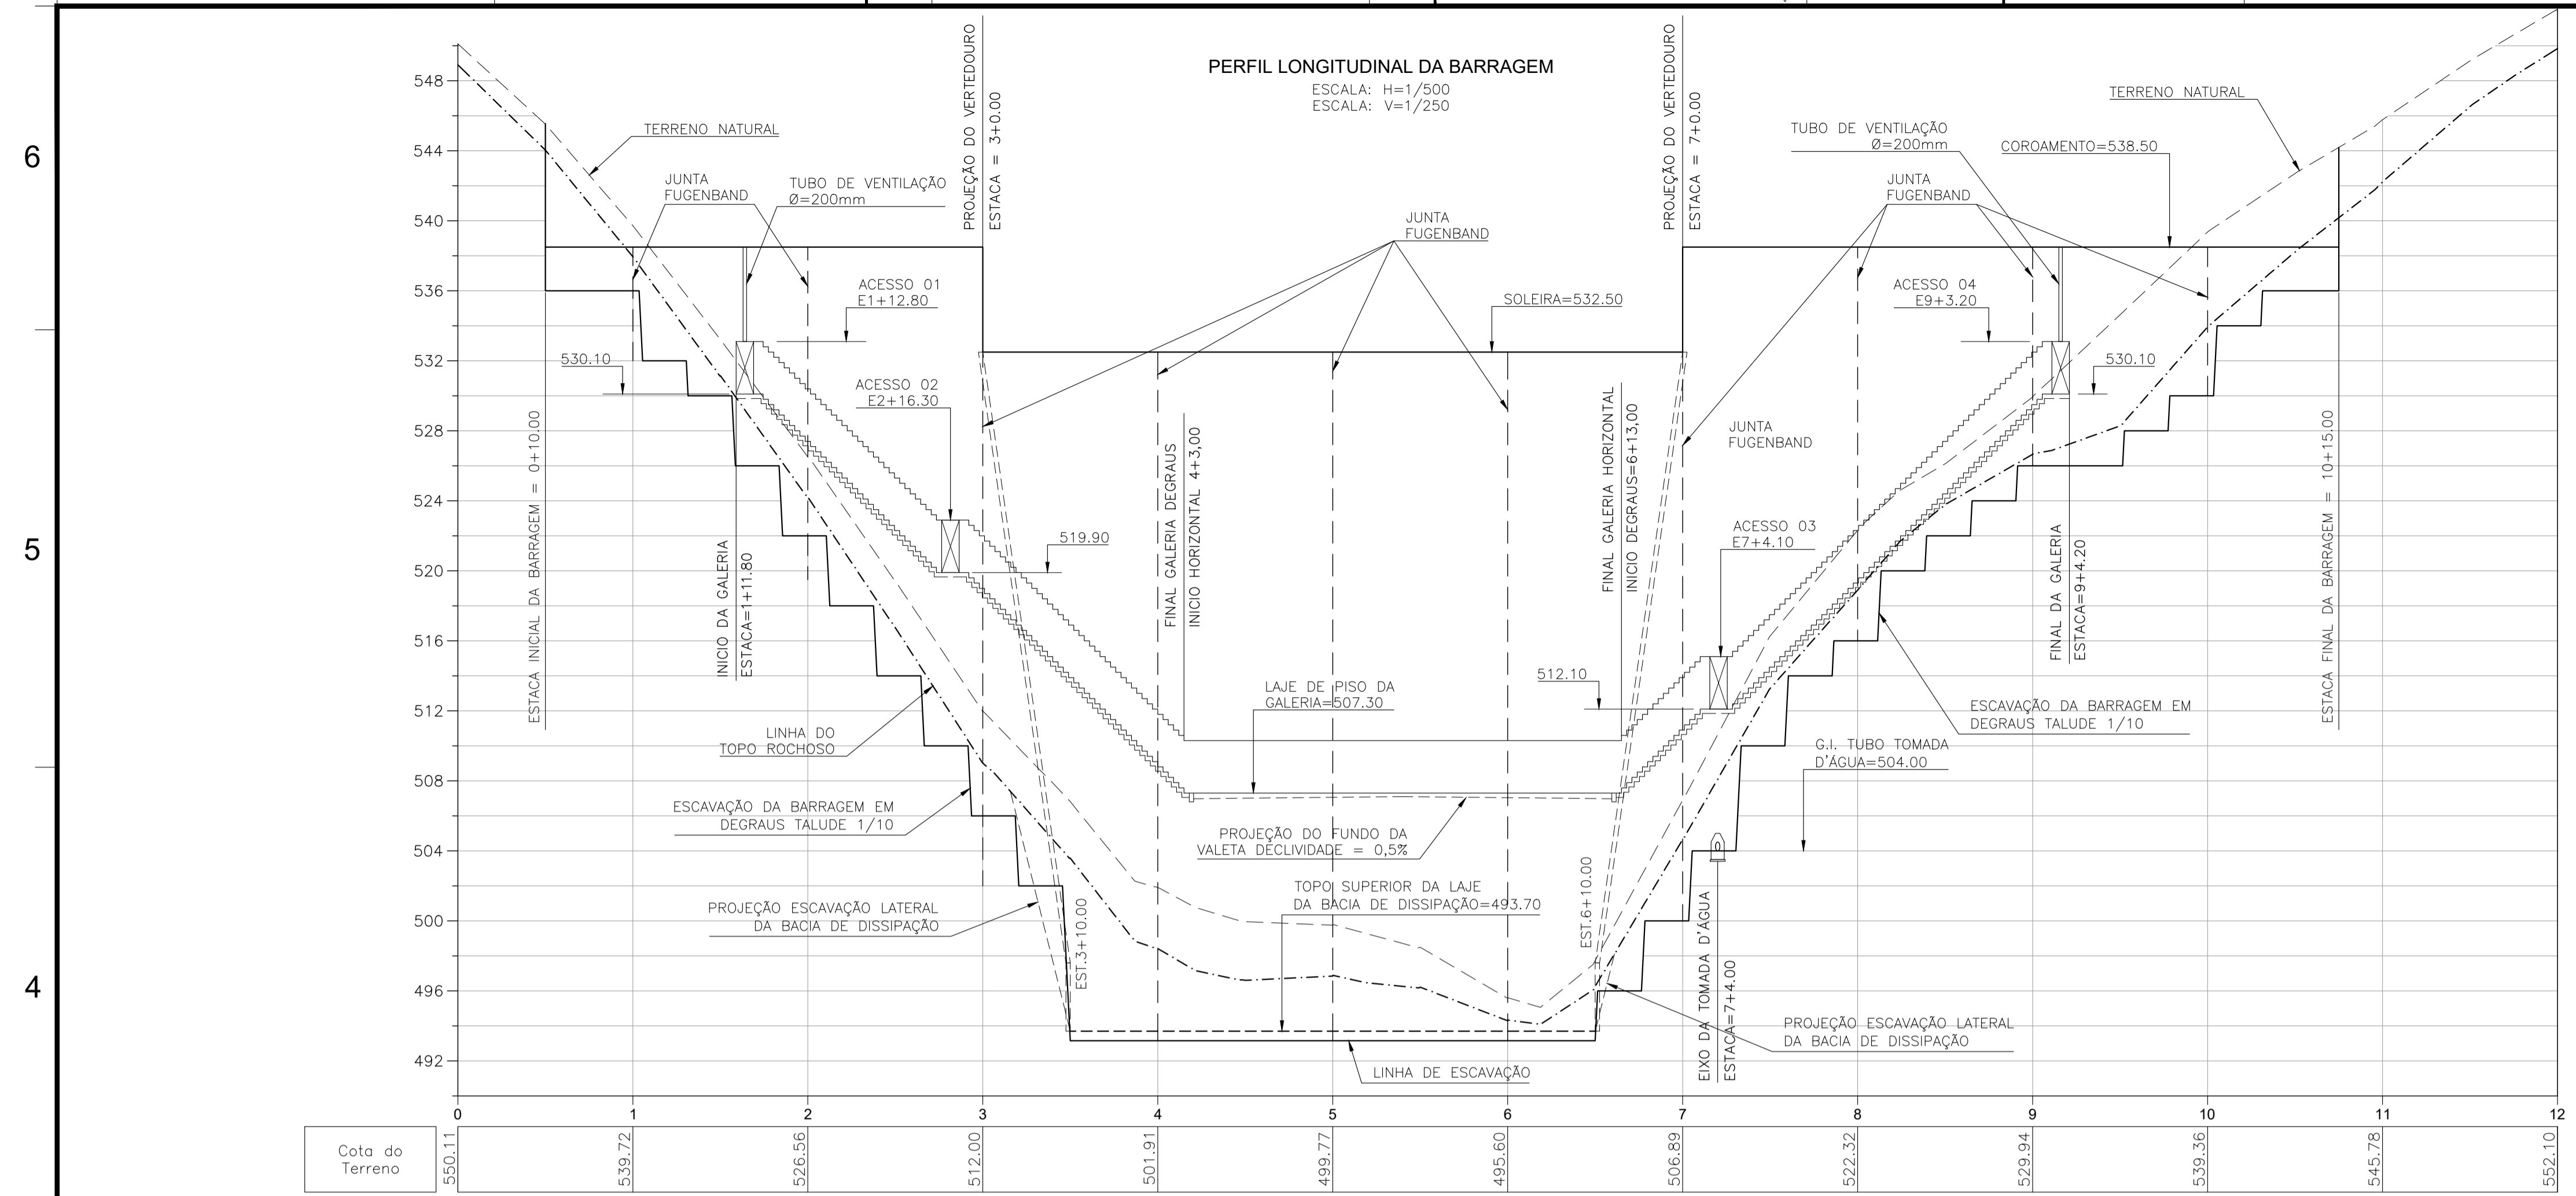 PERFIL LONGITUDINAL DA BARRAGEM
ESCALA: H=1/500
ESCALA: V=1/250
6
5
4
548
544
540
536
532
528
524
520
516
512
508
504
500
496
492
TERRENO NATURAL
JUNTA
FUGENBAND
TUBO DE VENTILAÇÃO
Ø=200mm
PROJEÇÃO DO VERTEDOURO
ESTACA = 3+0.00
ACESSO 01
E1+12.80
530.10
ACESSO 02
E2+16.30
519.90
ESTACA INICIAL DA BARRAGEM = 0+10.00
INICIO DA GALERIA
ESTACA=1+11.80
LINHA DO
TOPO ROCHOSO
ESCAVAÇÃO DA BARRAGEM EM
DEGRAUS TALUDE 1/10
PROJEÇÃO ESCAVAÇÃO LATERAL
DA BACIA DE DISSIPAÇÃO
EST.3+10.00
JUNTA
FUGENBAND
SOLEIRA=532.50
FINAL GALERIA DEGRAUS
INICIO HORIZONTAL 4+3,00
LAJE DE PISO DA
GALERIA=507.30
PROJEÇÃO DO FUNDO DA
VALETA DECLIVIDADE = 0,5%
TOPO SUPERIOR DA LAJE
DA BACIA DE DISSIPAÇÃO=493.70
LINHA DE ESCAVAÇÃO
FINAL GALERIA HORIZONTAL
INICIO DEGRAUS=6+13,00
512.10
EST.6+10.00
PROJEÇÃO DO VERTEDOURO
ESTACA = 7+0.00
TERRENO NATURAL
TUBO DE VENTILAÇÃO
Ø=200mm
COROAMENTO=538.50
JUNTA
FUGENBAND
ACESSO 04
E9+3.20
530.10
JUNTA
FUGENBAND
ACESSO 03
E7+4.10
FINAL DA GALERIA
ESTACA=9+4.20
ESTACA FINAL DA BARRAGEM = 10+15.00
ESCAVAÇÃO DA BARRAGEM EM
DEGRAUS TALUDE 1/10
G.I. TUBO TOMADA
D'ÁGUA=504.00
EIXO DA TOMADA D'ÁGUA
ESTACA=7+4.00
PROJEÇÃO ESCAVAÇÃO LATERAL
DA BACIA DE DISSIPAÇÃO
0 1 2 3 4 5 6 7 8 9 10 11 12
Cota do
Terreno
550.11
539.72
526.56
512.00
501.91
499.77
495.60
506.89
522.32
529.94
539.36
545.78
552.10